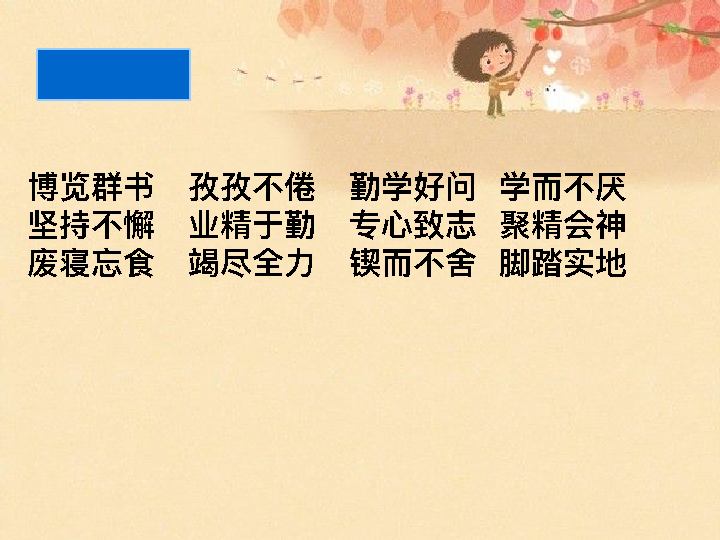 博览群书 孜孜不倦 勤学好问 学而不厌
坚持不懈 业精于勤 专心致志 聚精会神
废寝忘食 竭尽全力 锲而不舍 脚踏实地